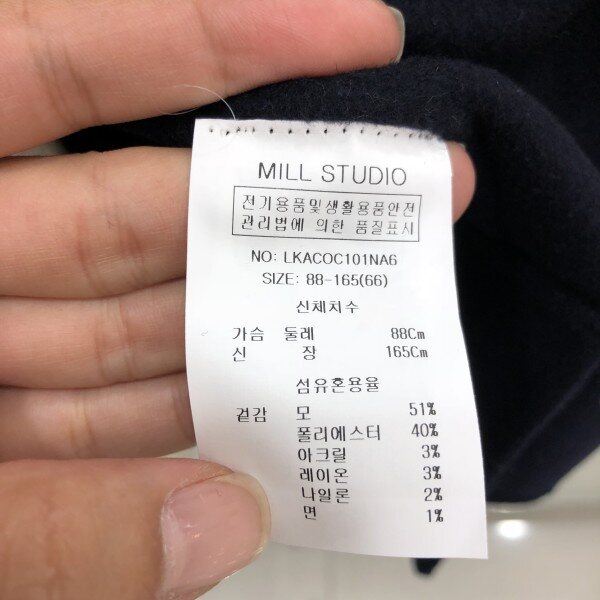 MILL STUDIO
전기용품및생활용품안전
관리법에 의한 품질표시
NO: LKACOC101NA6
SIZE: 88-165(66)
신체치수
가슴 둘레 88Cm
신 장 165Cm
섬유혼용율
겉감 모 51%
폴리에스터 40%
아크릴 3%
레이온 3%
나일론 2%
면 1%